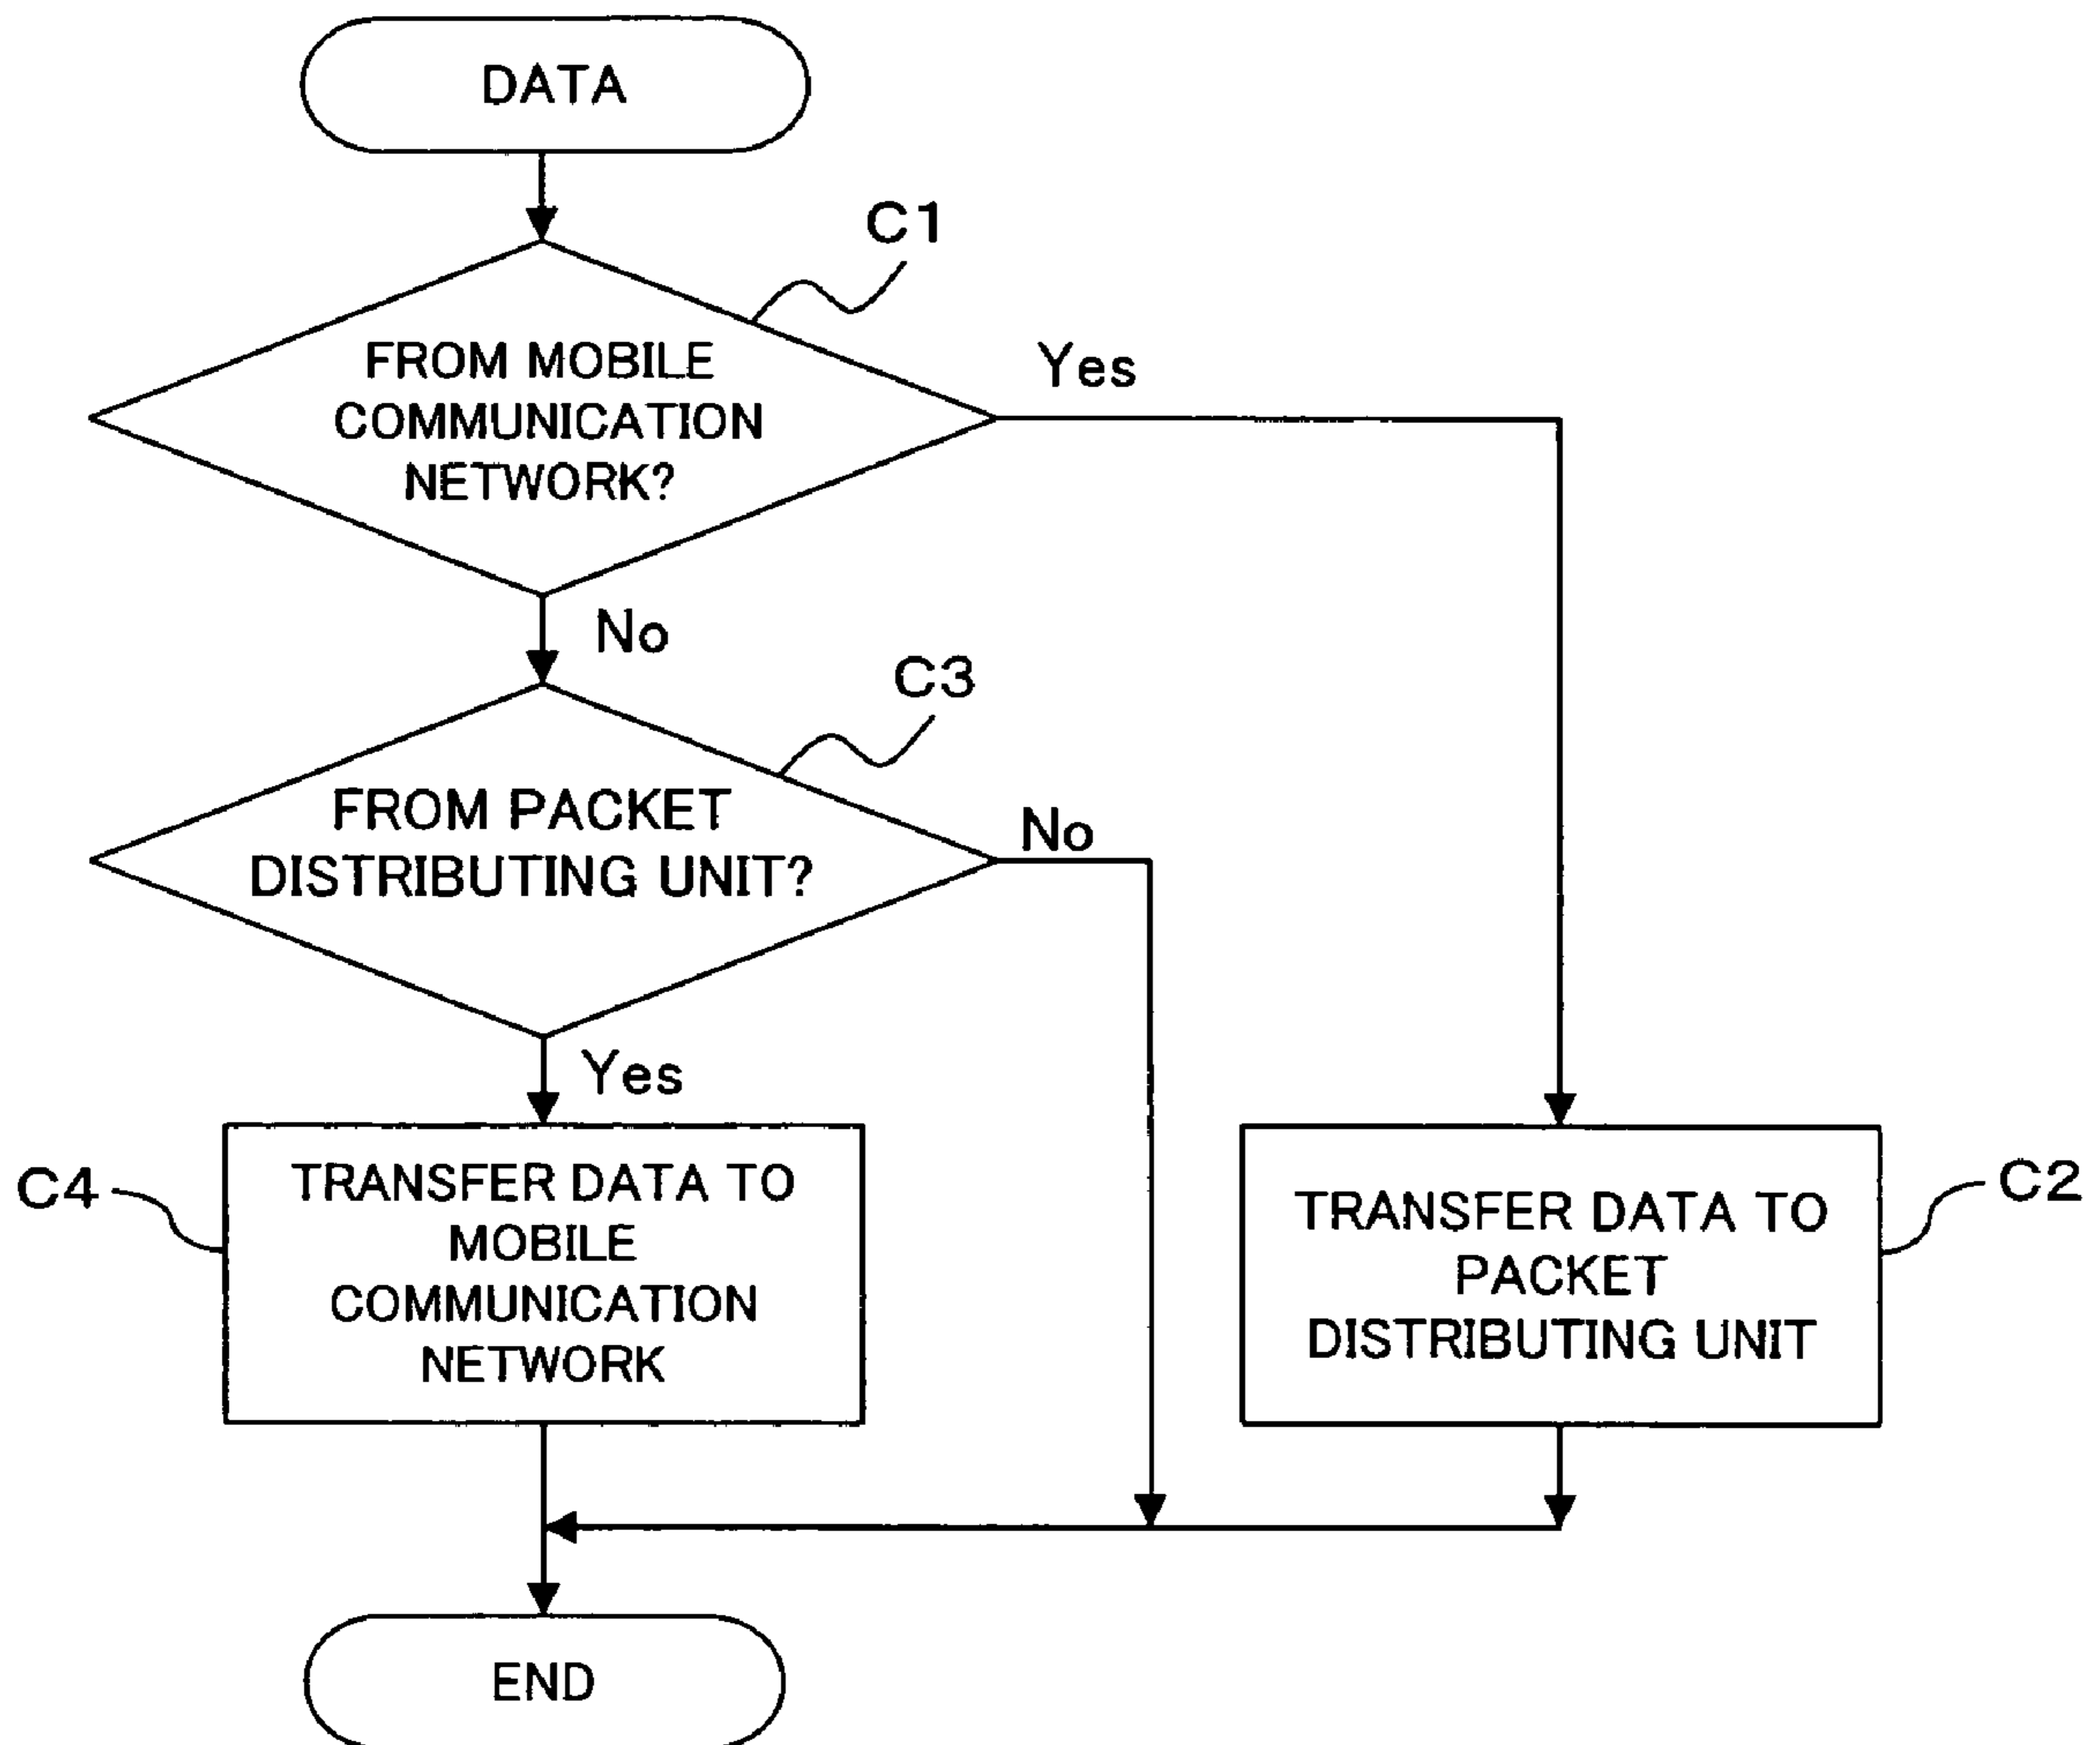 DATA
C1
FROM MOBILE
COMMUNICATION
NETWORK?
Yes
No
C3
FROM PACKET
DISTRIBUTING UNIT?
No
Yes
C4
TRANSFER DATA TO
MOBILE
COMMUNICATION
NETWORK
C2
TRANSFER DATA TO
PACKET
DISTRIBUTING UNIT
END